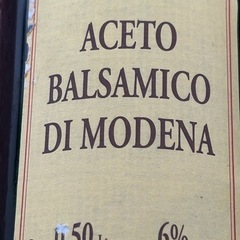 ACETO
BALSAMICO
DI MODENA
6%